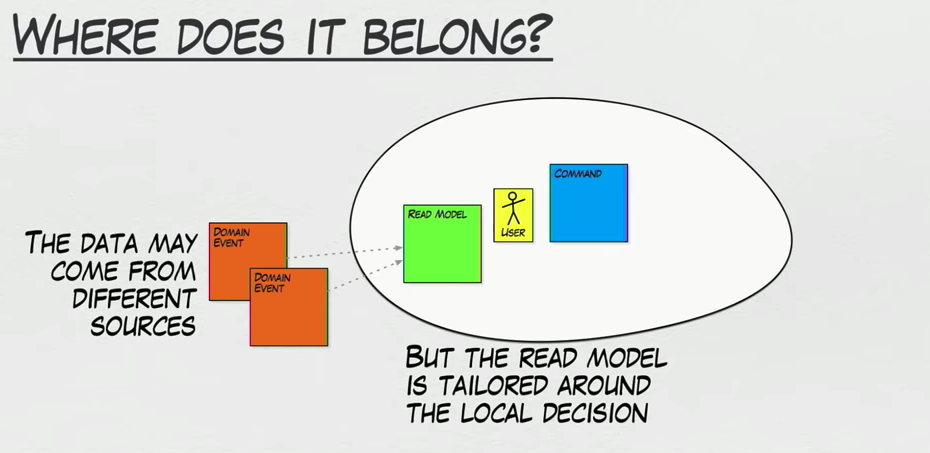 WHERE DOES IT BELONG?
THE DATA MAY
COME FROM
DIFFERENT
SOURCES
DOMAIN
EVENT
DOMAIN
EVENT
READ MODEL
USER
COMMAND
BUT THE READ MODEL
IS TAILORED AROUND
THE LOCAL DECISION